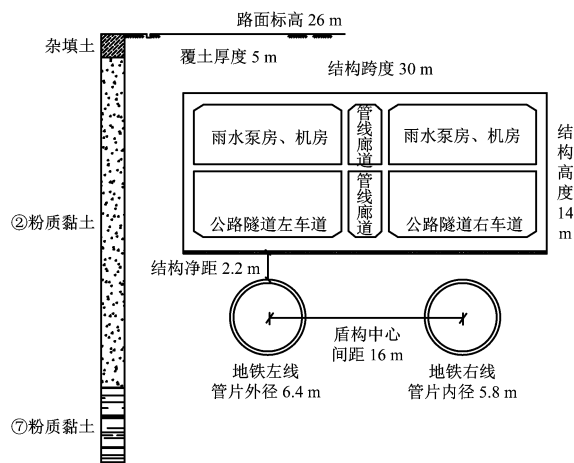 路面标高 26 m
杂填土
覆土厚度 5 m
结构跨度 30 m
雨水泵房、机房
管线廊道
雨水泵房、机房
结构高度 14 m
②粉质黏土
公路隧道左车道
管线廊道
公路隧道右车道
结构净距 2.2 m
盾构中心
间距 16 m
地铁左线
管片外径 6.4 m
地铁右线
管片内径 5.8 m
⑦粉质黏土